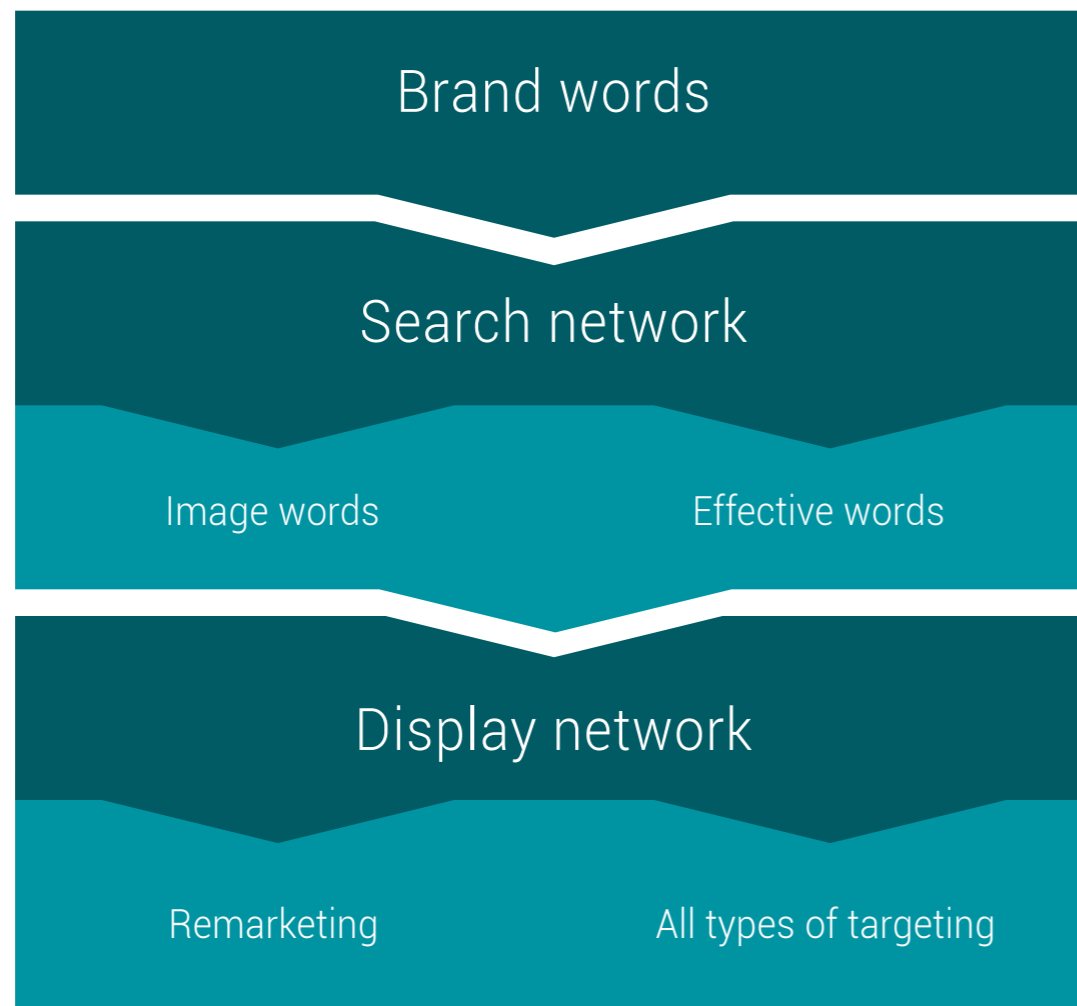 Brand words
Search network
Image words
Effective words
Display network
Remarketing
All types of targeting